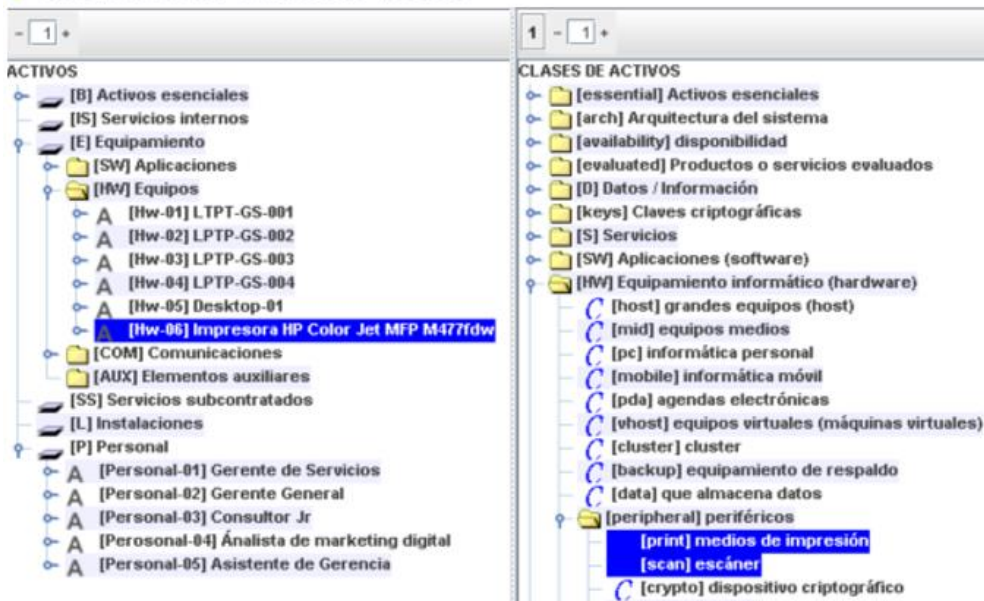 - 1 +
ACTIVOS
[B] Activos esenciales
[IS] Servicios internos
[E] Equipamiento
[SW] Aplicaciones
[HW] Equipos
[Hw-01] LTPT-GS-001
[Hw-02] LPTP-GS-002
[Hw-03] LPTP-GS-003
[Hw-04] LPTP-GS-004
[Hw-05] Desktop-01
[Hw-06] Impresora HP Color Jet MFP M477fdw
[COM] Comunicaciones
[AUX] Elementos auxiliares
[SS] Servicios subcontratados
[L] Instalaciones
[P] Personal
[Personal-01] Gerente de Servicios
[Personal-02] Gerente General
[Personal-03] Consultor Jr
[Perosonal-04] Ánalista de marketing digital
[Personal-05] Asistente de Gerencia
1 - 1 +
CLASES DE ACTIVOS
[essential] Activos esenciales
[arch] Arquitectura del sistema
[availability] disponibilidad
[evaluated] Productos o servicios evaluados
[D] Datos / Información
[keys] Claves criptográficas
[S] Servicios
[SW] Aplicaciones (software)
[HW] Equipamiento informático (hardware)
[host] grandes equipos (host)
[mid] equipos medios
[pc] informática personal
[mobile] informática móvil
[pda] agendas electrónicas
[vhost] equipos virtuales (máquinas virtuales)
[cluster] cluster
[backup] equipamiento de respaldo
[data] que almacena datos
[peripheral] periféricos
[print] medios de impresión
[scan] escáner
[crypto] dispositivo criptográfico